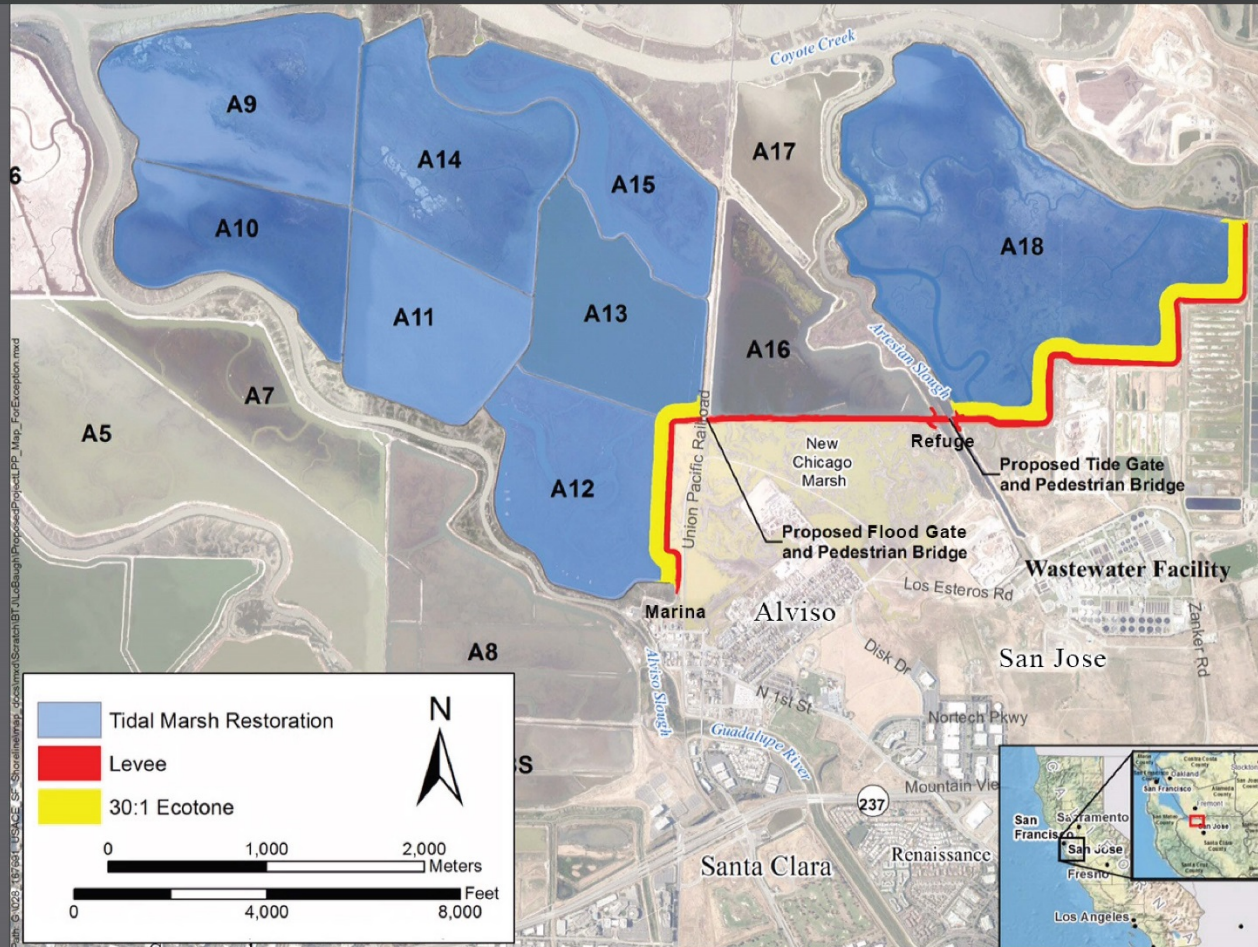 Coyote Creek
A9
A14
A17
A15
6
A10
A18
A11
A13
Artesian Slough
A16
A7
Union Pacific Railroad
A5
New
Chicago
Marsh
Refuge
Proposed Tide Gate
and Pedestrian Bridge
A12
Proposed Flood Gate
and Pedestrian Bridge
Wastewater Facility
Los Esteros Rd
Marina
Alviso
Zanker Rd
A8
Disk Dr
San Jose
Alviso Slough
N 1st St
Nortech Pkwy
Guadalupe River
Mountain Vie
237
Santa Clara
Renaissance
N
Tidal Marsh Restoration
Levee
30:1 Ecotone
0 1,000 2,000
Meters
Feet
0 4,000 8,000
San
Francisco
Sacramento
San Jose
Fresno
Los Angeles
Oakland
San Francisco
Fremont
San Jose